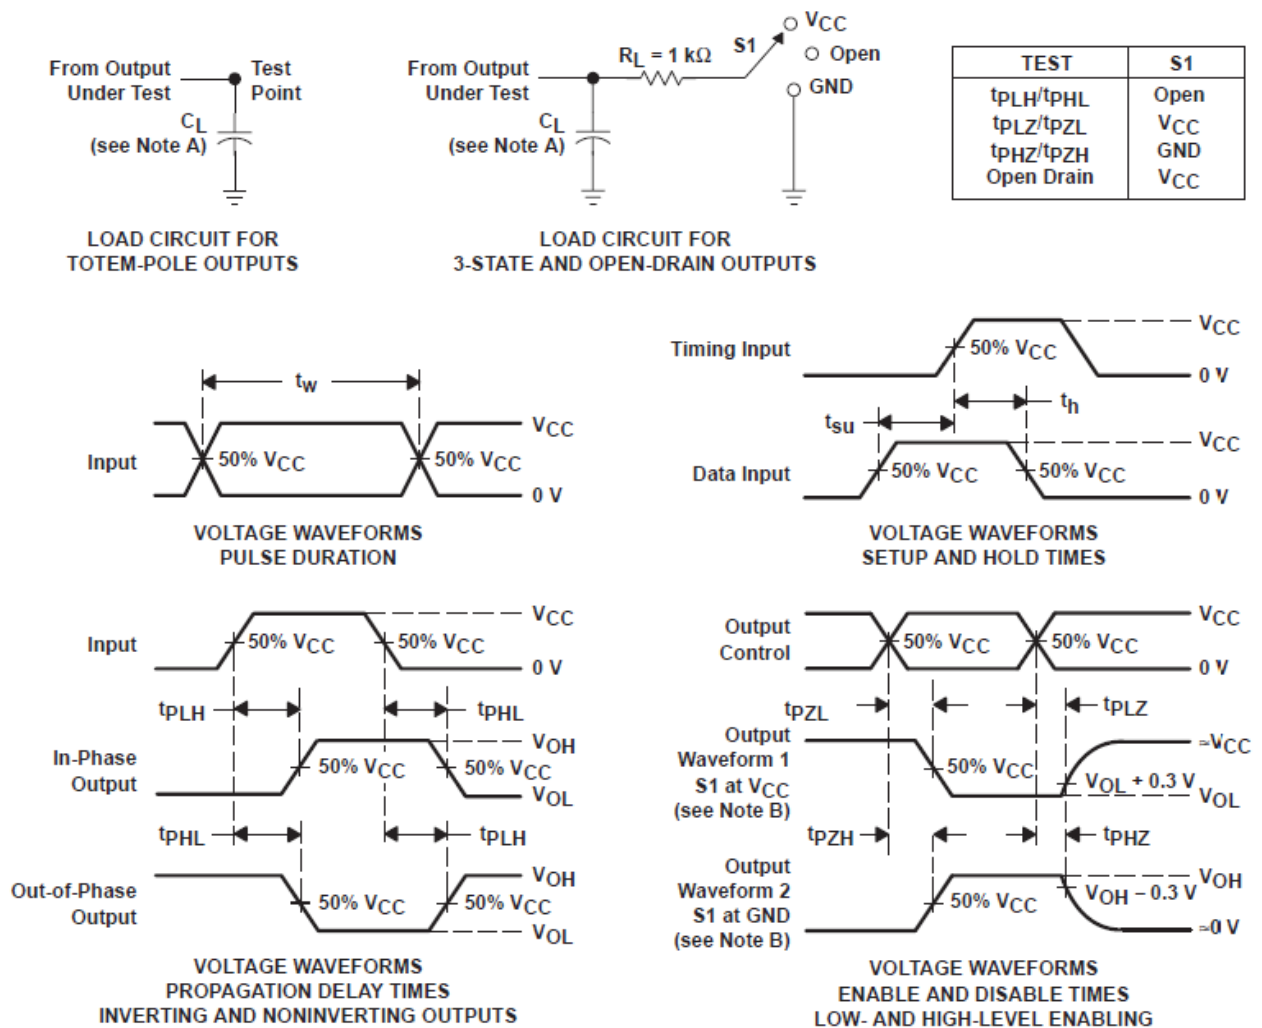 From Output
Under Test
Test
Point
CL
(see Note A)
LOAD CIRCUIT FOR
TOTEM-POLE OUTPUTS
From Output
Under Test
RL = 1 kΩ
S1
VCC
Open
GND
CL
(see Note A)
LOAD CIRCUIT FOR
3-STATE AND OPEN-DRAIN OUTPUTS
TEST S1
tPLH/tPHL Open
tPLZ/tPZL VCC
tPHZ/tPZH GND
Open Drain VCC
tw
Input
50% VCC
50% VCC
VCC
0 V
VOLTAGE WAVEFORMS
PULSE DURATION
Timing Input
50% VCC
VCC
0 V
th
tsu
Data Input
50% VCC
50% VCC
VCC
0 V
VOLTAGE WAVEFORMS
SETUP AND HOLD TIMES
Input
50% VCC
50% VCC
VCC
0 V
tPLH
tPHL
In-Phase
Output
50% VCC
50% VCC
VOH
VOL
tPHL
tPLH
Out-of-Phase
Output
50% VCC
50% VCC
VOH
VOL
VOLTAGE WAVEFORMS
PROPAGATION DELAY TIMES
INVERTING AND NONINVERTING OUTPUTS
Output
Control
50% VCC
50% VCC
VCC
0 V
tPZL
tPLZ
Output
Waveform 1
S1 at VCC
(see Note B)
50% VCC
VOL + 0.3 V
≈VCC
VOL
tPZH
tPHZ
Output
Waveform 2
S1 at GND
(see Note B)
50% VCC
VOH − 0.3 V
VOH
≈0 V
VOLTAGE WAVEFORMS
ENABLE AND DISABLE TIMES
LOW- AND HIGH-LEVEL ENABLING